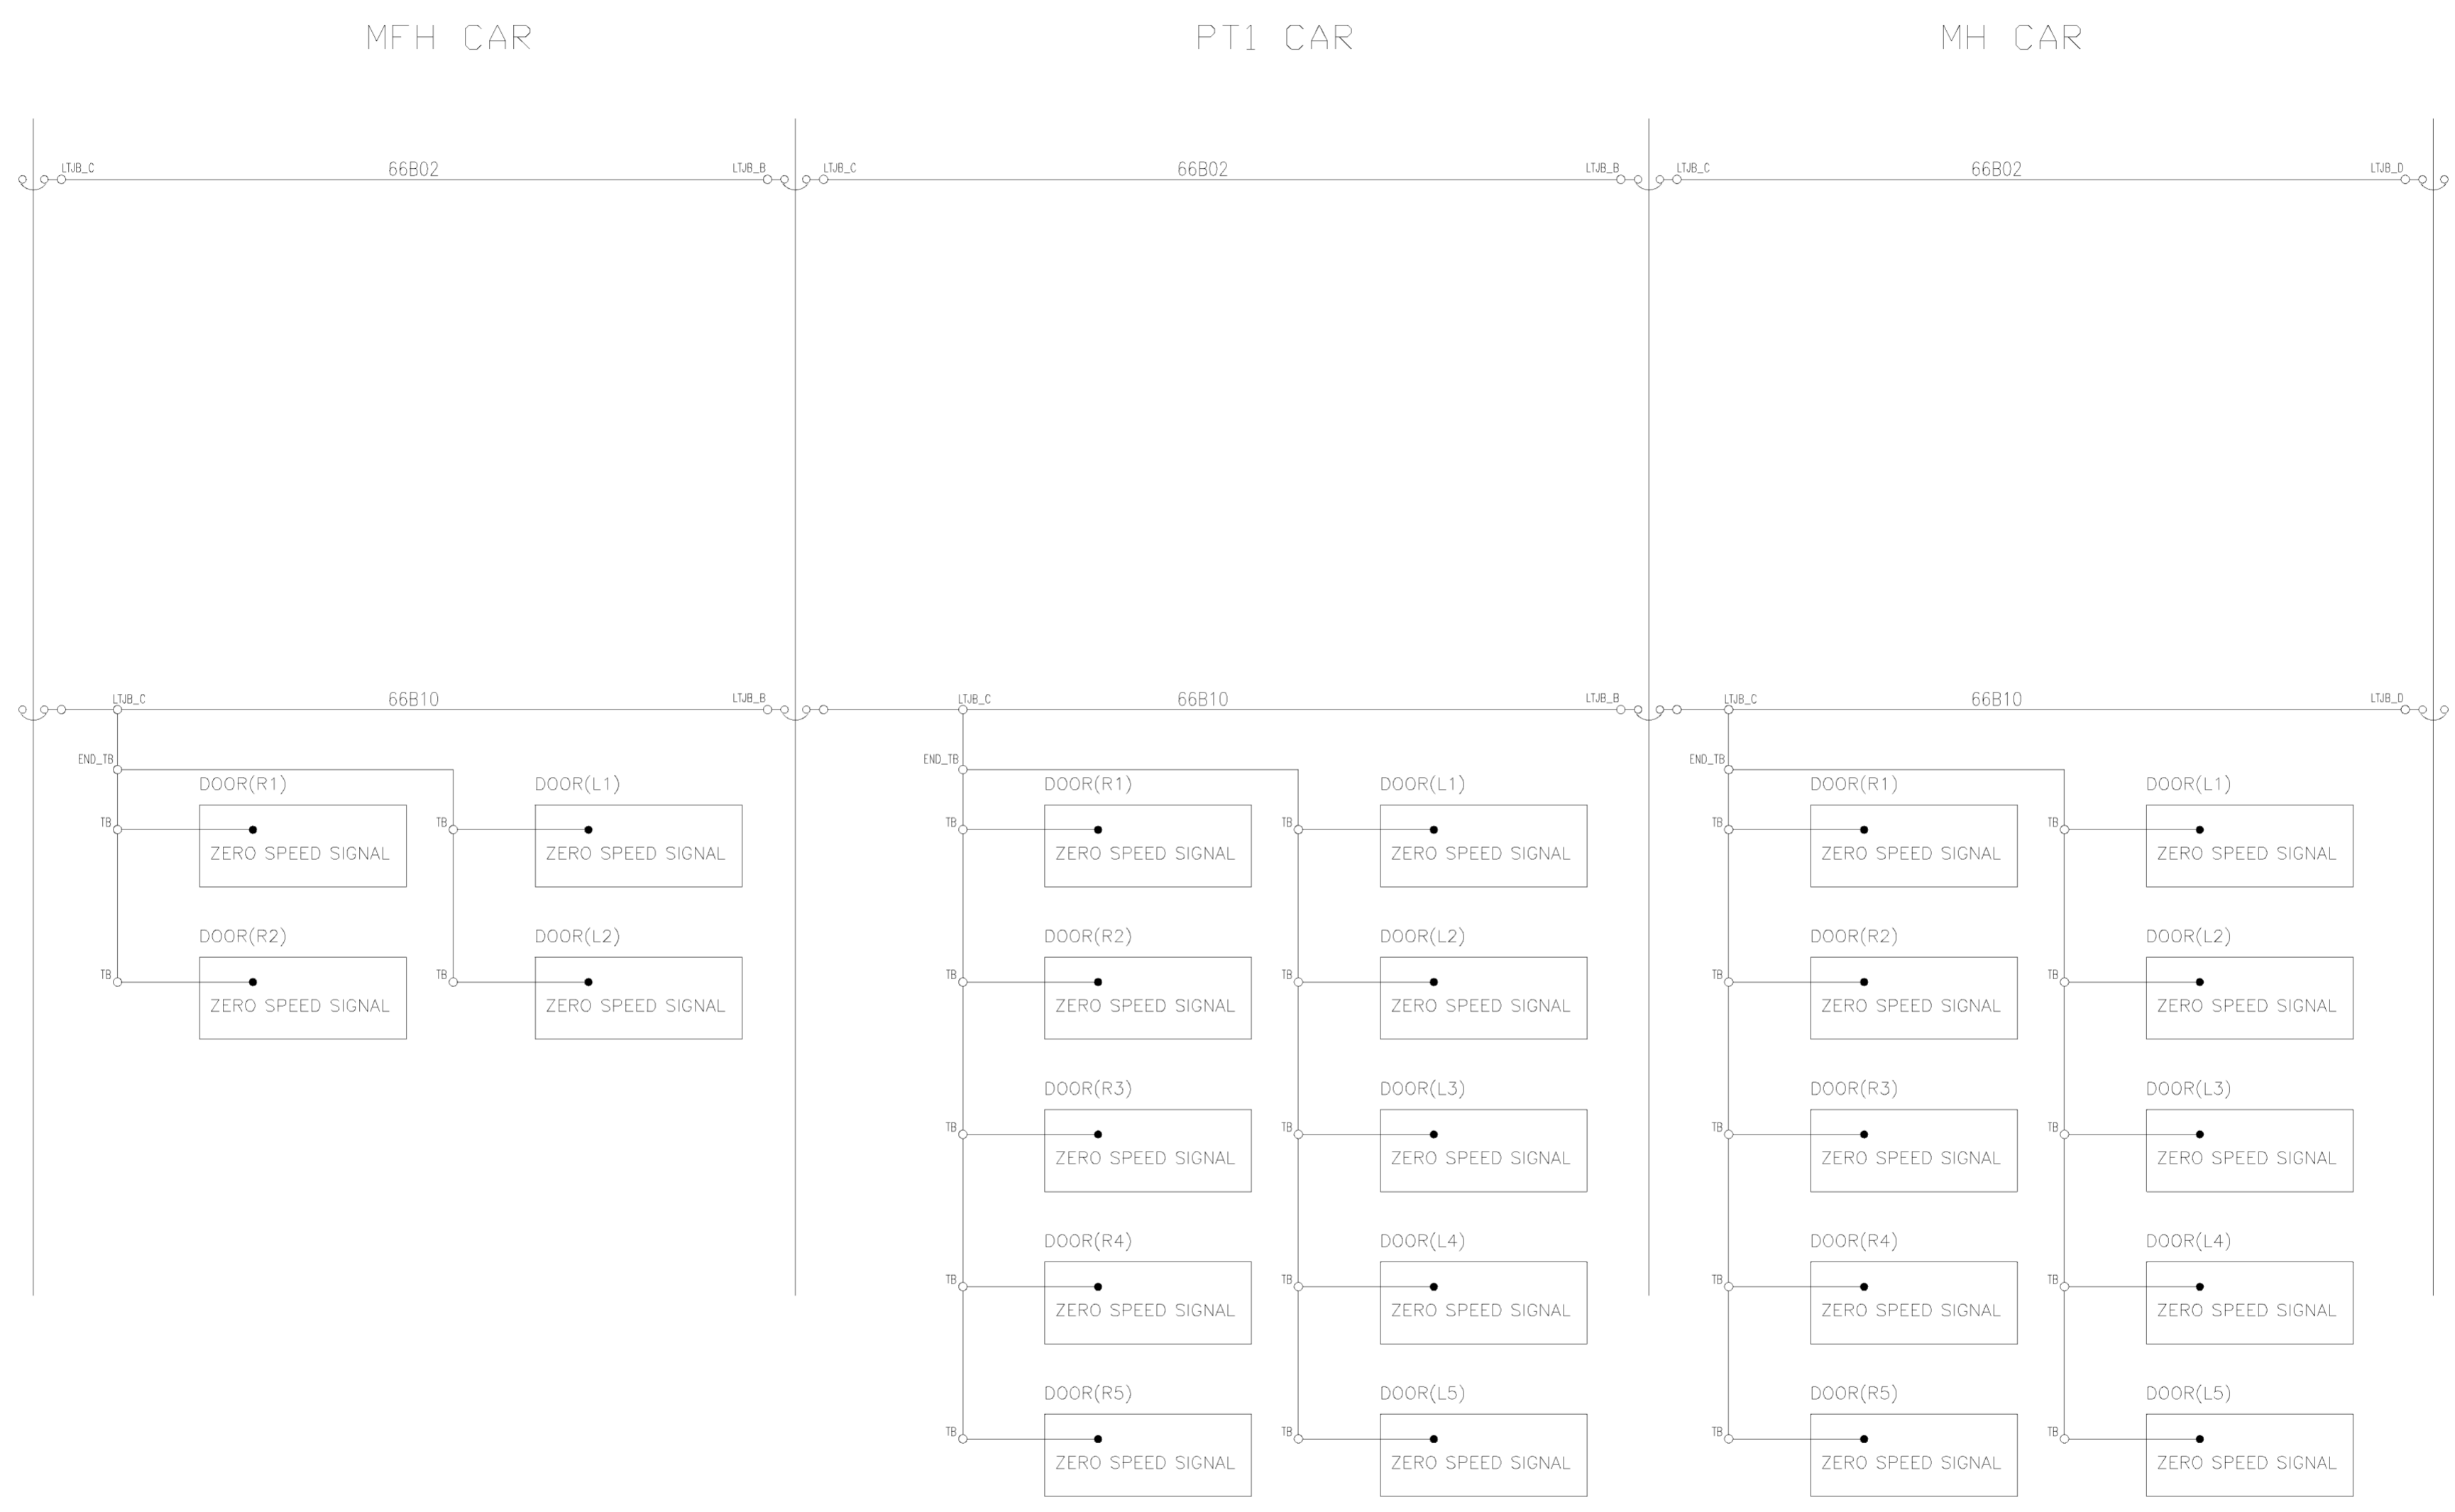 MFH CAR PT1 CAR MH CAR
LTJB_C 66B02 LTJB_B LTJB_C 66B02 LTJB_B LTJB_C 66B02 LTJB_D
LTJB_C 66B10 LTJB_B LTJB_C 66B10 LTJB_B LTJB_C 66B10 LTJB_D
END_TB END_TB END_TB
DOOR(R1) DOOR(L1) DOOR(R1) DOOR(L1) DOOR(R1) DOOR(L1)
TB TB TB TB TB TB
ZERO SPEED SIGNAL ZERO SPEED SIGNAL ZERO SPEED SIGNAL ZERO SPEED SIGNAL ZERO SPEED SIGNAL ZERO SPEED SIGNAL
DOOR(R2) DOOR(L2) DOOR(R2) DOOR(L2) DOOR(R2) DOOR(L2)
TB TB TB TB TB TB
ZERO SPEED SIGNAL ZERO SPEED SIGNAL ZERO SPEED SIGNAL ZERO SPEED SIGNAL ZERO SPEED SIGNAL ZERO SPEED SIGNAL
DOOR(R3) DOOR(L3) DOOR(R3) DOOR(L3)
TB TB TB TB
ZERO SPEED SIGNAL ZERO SPEED SIGNAL ZERO SPEED SIGNAL ZERO SPEED SIGNAL
DOOR(R4) DOOR(L4) DOOR(R4) DOOR(L4)
TB TB TB TB
ZERO SPEED SIGNAL ZERO SPEED SIGNAL ZERO SPEED SIGNAL ZERO SPEED SIGNAL
DOOR(R5) DOOR(L5) DOOR(R5) DOOR(L5)
TB TB TB TB
ZERO SPEED SIGNAL ZERO SPEED SIGNAL ZERO SPEED SIGNAL ZERO SPEED SIGNAL